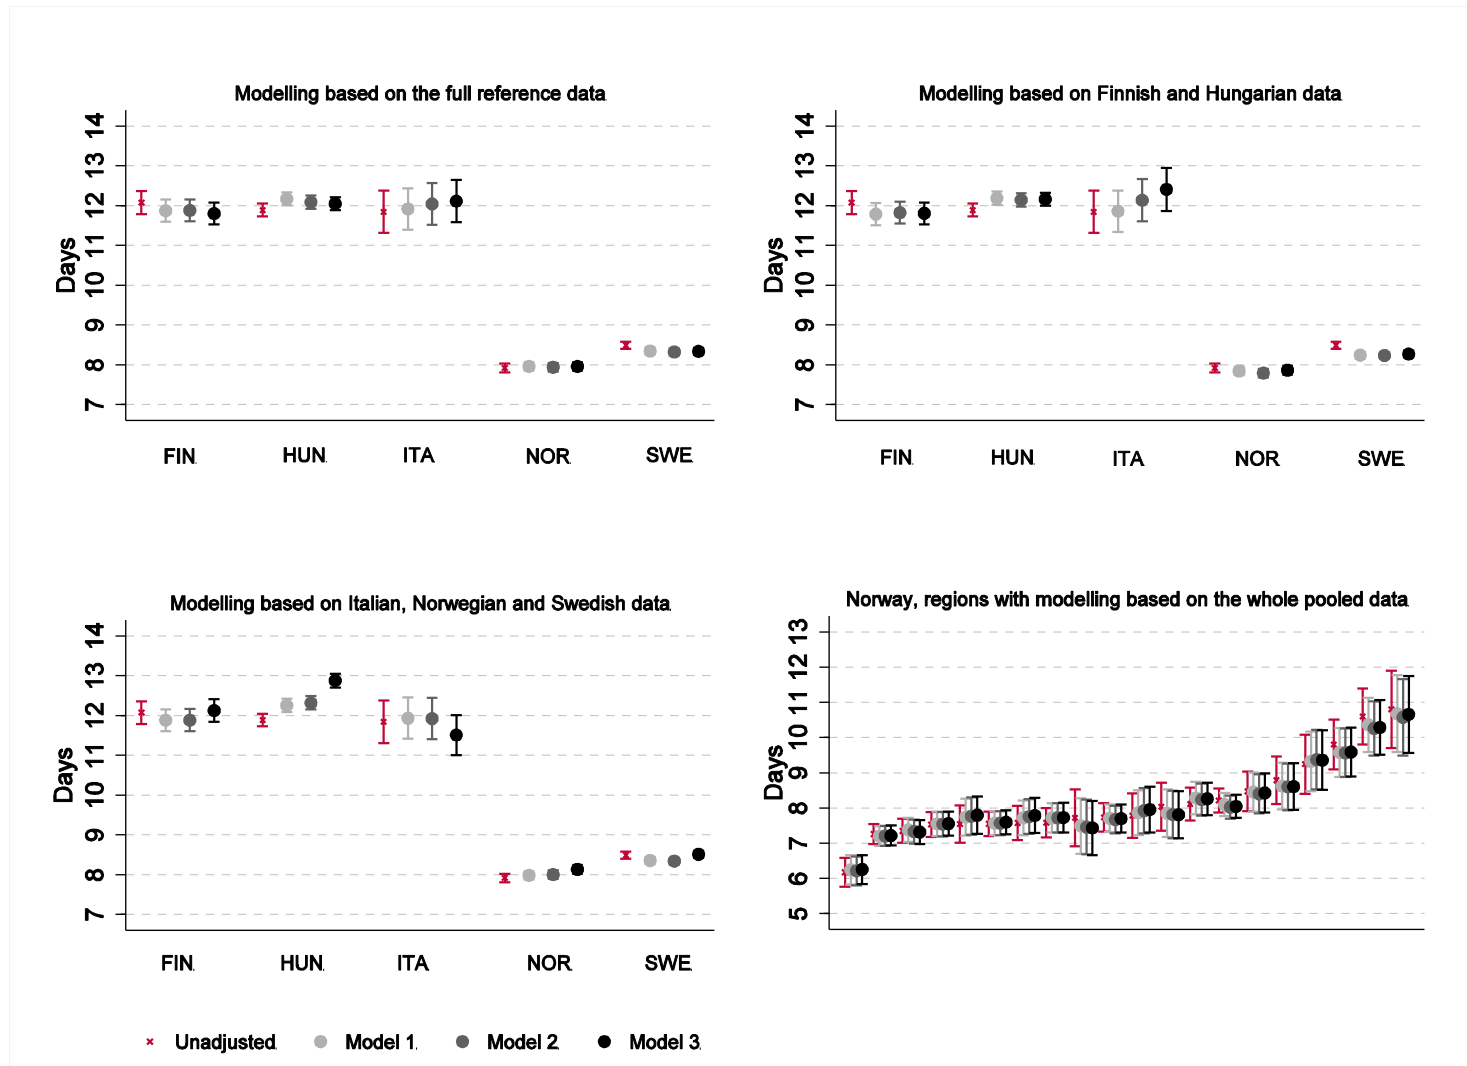 Modelling based on the full reference data
Days
14
13
12
11
10
9
8
7
FIN HUN ITA NOR SWE
Modelling based on Finnish and Hungarian data
Days
14
13
12
11
10
9
8
7
FIN HUN ITA NOR SWE
Modelling based on Italian, Norwegian and Swedish data
Days
14
13
12
11
10
9
8
7
FIN HUN ITA NOR SWE
Norway, regions with modelling based on the whole pooled data
Days
13
12
11
10
9
8
7
6
5
Unadjusted Model 1 Model 2 Model 3